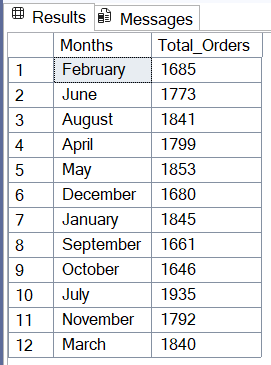 Results Messages
Months Total_Orders
1 February 1685
2 June 1773
3 August 1841
4 April 1799
5 May 1853
6 December 1680
7 January 1845
8 September 1661
9 October 1646
10 July 1935
11 November 1792
12 March 1840